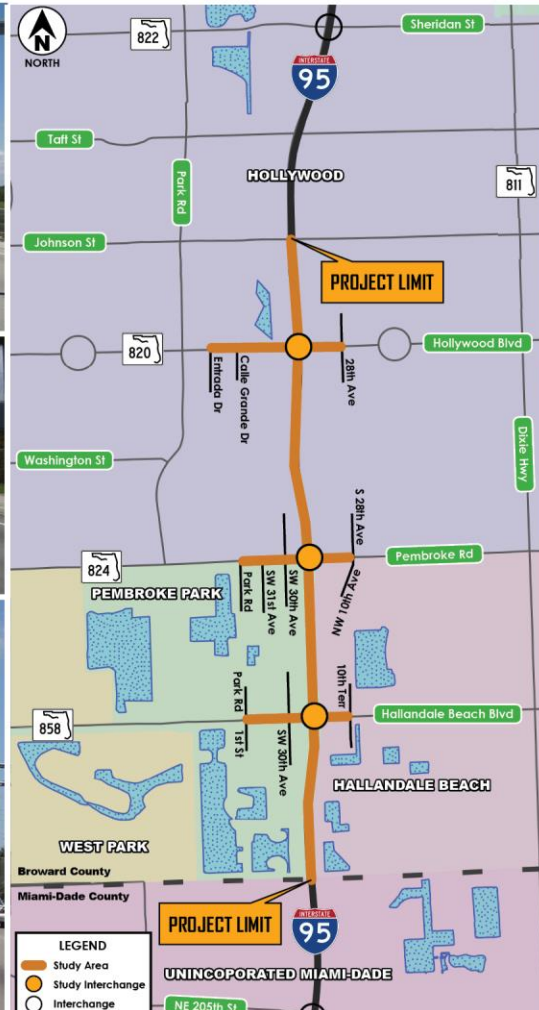 NORTH
822
Sheridan St
INTERSTATE
95
Taft St
HOLLYWOOD
Park Rd
811
Johnson St
PROJECT LIMIT
820
Hollywood Blvd
Entrada Dr
Calle Grande Dr
28th Ave
Dixie Hwy
Washington St
S 28th Ave
824
Pembroke Rd
PEMBROKE PARK
Park Rd
SW 31st Ave
SW 30th Ave
NW 10th Ave
Park Rd
10th Terr
858
Hallandale Beach Blvd
1st St
SW 30th Ave
HALLANDALE BEACH
WEST PARK
Broward County
Miami-Dade County
PROJECT LIMIT
INTERSTATE
95
LEGEND
Study Area
Study Interchange
Interchange
UNINCOPORATED MIAMI-DADE
NE 205th St